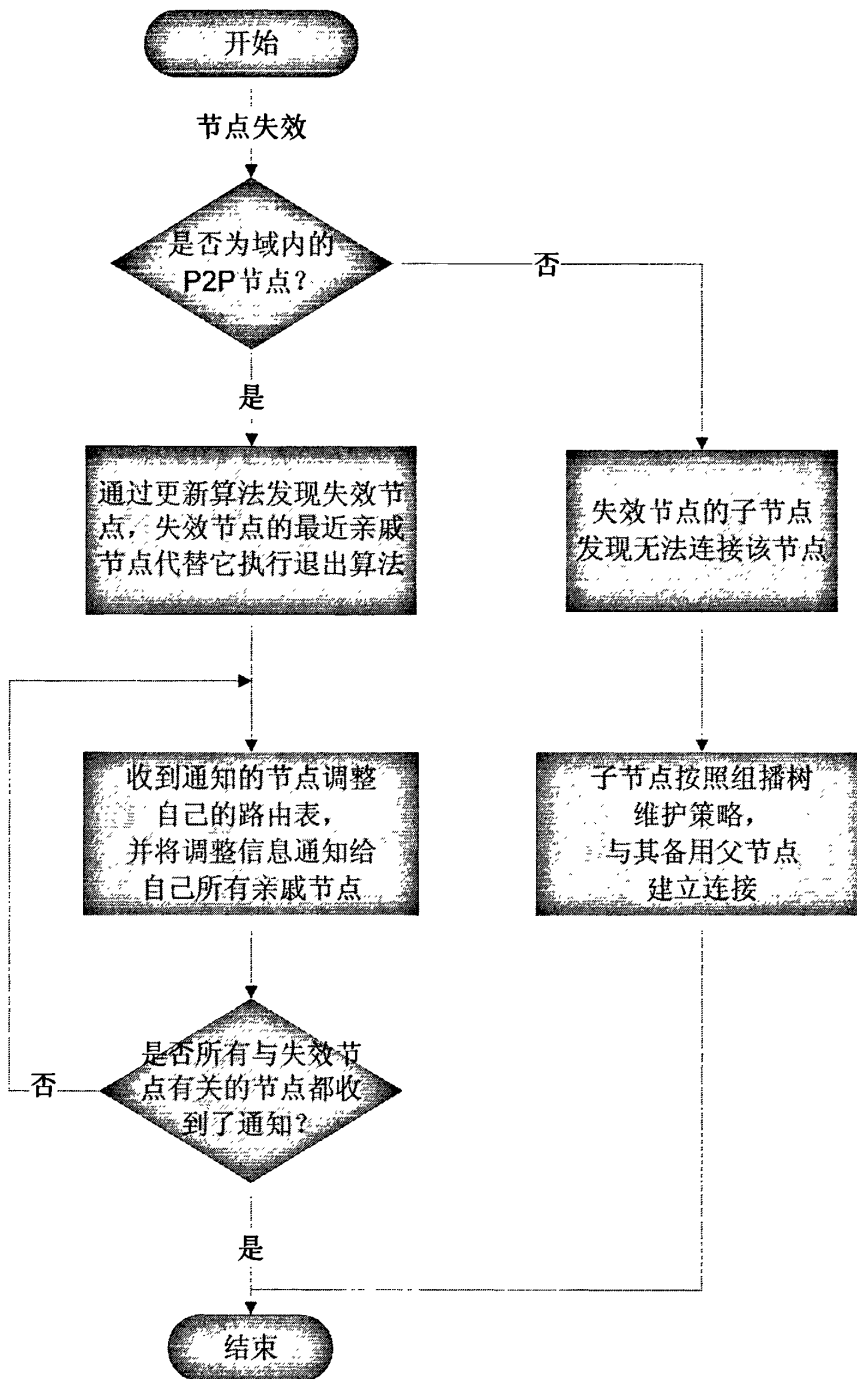 开始
节点失效
是否为域内的
P2P节点？
否
是
通过更新算法发现失效节
点，失效节点的最近亲戚
节点代替它执行退出算法
失效节点的子节点
发现无法连接该节点
收到通知的节点调整
自己的路由表，
并将调整信息通知给
自己所有亲戚节点
子节点按照组播树
维护策略，
与其备用父节点
建立连接
是否所有与失效节
点有关的节点都收
到了通知？
否
是
结束